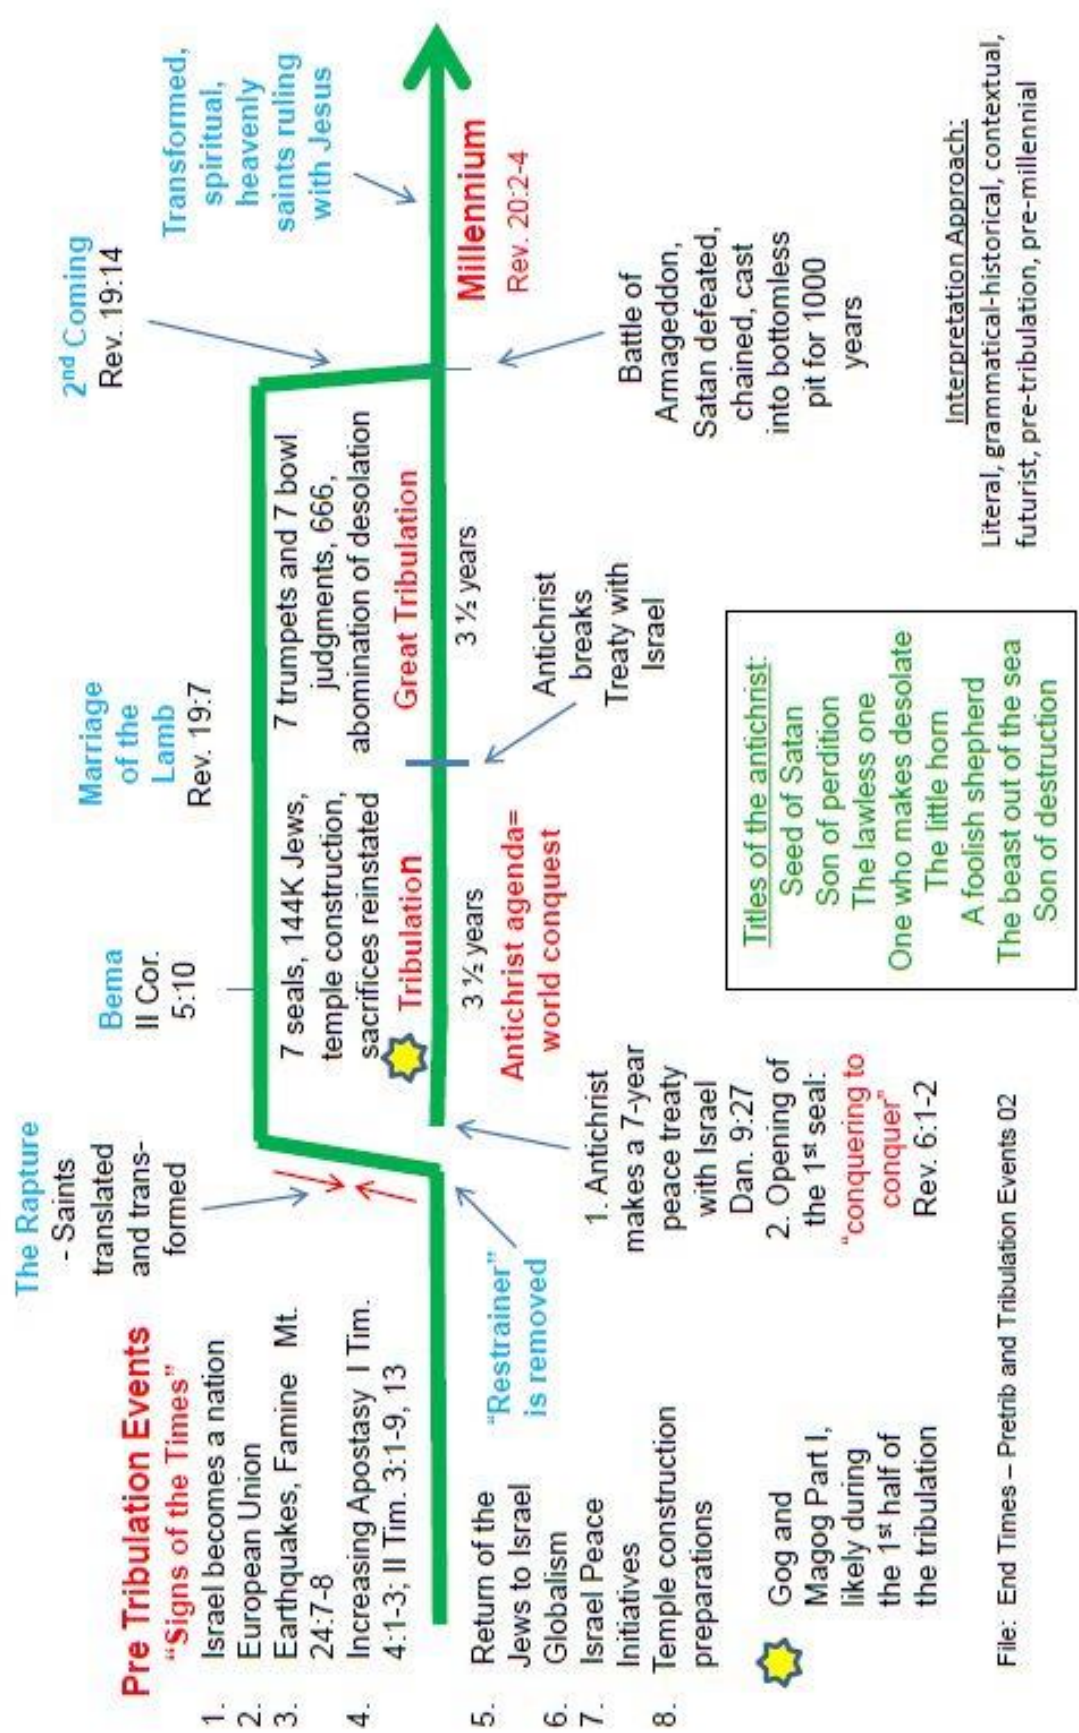 Pre Tribulation Events
“Signs of the Times”
1. Israel becomes a nation
2. European Union
3. Earthquakes, Famine Mt.
24:7-8
4. Increasing Apostasy I Tim.
4:1-3; II Tim. 3:1-9, 13
5. Return of the
Jews to Israel
6. Globalism
7. Israel Peace
Initiatives
8. Temple construction
preparations
Gog and
Magog Part I,
likely during
the 1st half of
the tribulation
The Rapture
- Saints
translated
and trans-
formed
“Restrainer”
is removed
Bema
II Cor.
5:10
Marriage
of the
Lamb
Rev. 19:7
2nd Coming
Rev. 19:14
Transformed,
spiritual,
heavenly
saints ruling
with Jesus
7 seals, 144K Jews,
temple construction,
sacrifices reinstated
Tribulation
3 ½ years
Antichrist agenda=
world conquest
7 trumpets and 7 bowl
judgments, 666,
abomination of desolation
Great Tribulation
3 ½ years
Millennium
Rev. 20:2-4
1. Antichrist
makes a 7-year
peace treaty
with Israel
Dan. 9:27
2. Opening of
the 1st seal:
“conquering to
conquer”
Rev. 6:1-2
Antichrist
breaks
Treaty with
Israel
Battle of
Armageddon,
Satan defeated,
chained, cast
into bottomless
pit for 1000
years
Titles of the antichrist:
Seed of Satan
Son of perdition
The lawless one
One who makes desolate
The little horn
A foolish shepherd
The beast out of the sea
Son of destruction
Interpretation Approach:
Literal, grammatical-historical, contextual,
futurist, pre-tribulation, pre-millennial
File: End Times – Pretrib and Tribulation Events 02